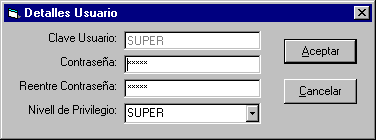 Detalles Usuario
Clave Usuario: SUPER
Contraseña: *****
Reentre Contraseña: *****
Nivell de Privilegio: SUPER
Aceptar
Cancelar